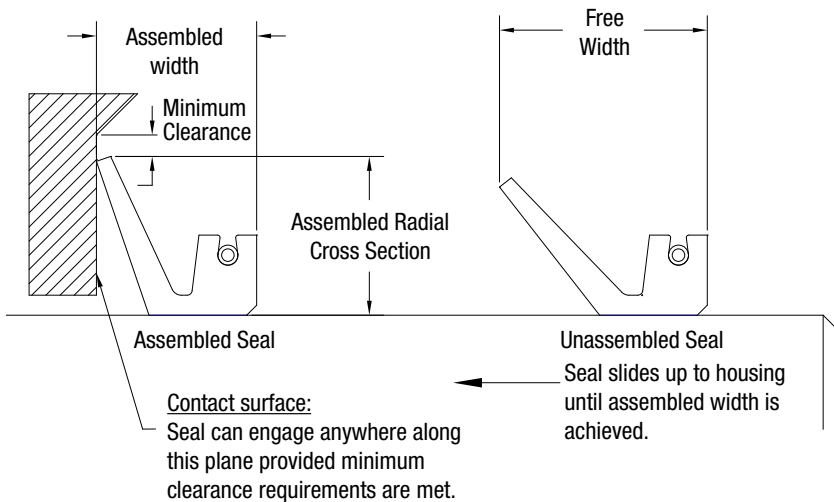 Assembled
width
Free
Width
Minimum
Clearance
Assembled Radial
Cross Section
Assembled Seal
Unassembled Seal
Seal slides up to housing
until assembled width is
achieved.
Contact surface:
Seal can engage anywhere along
this plane provided minimum
clearance requirements are met.